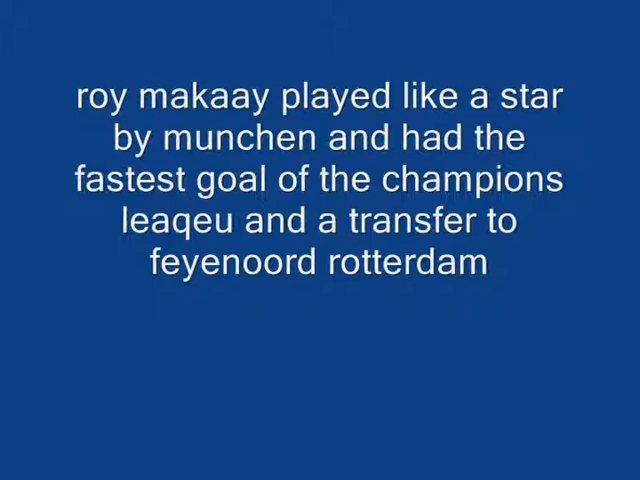 roy makaay played like a star
by munchen and had the
fastest goal of the champions
leaqeu and a transfer to
feyenoord rotterdam